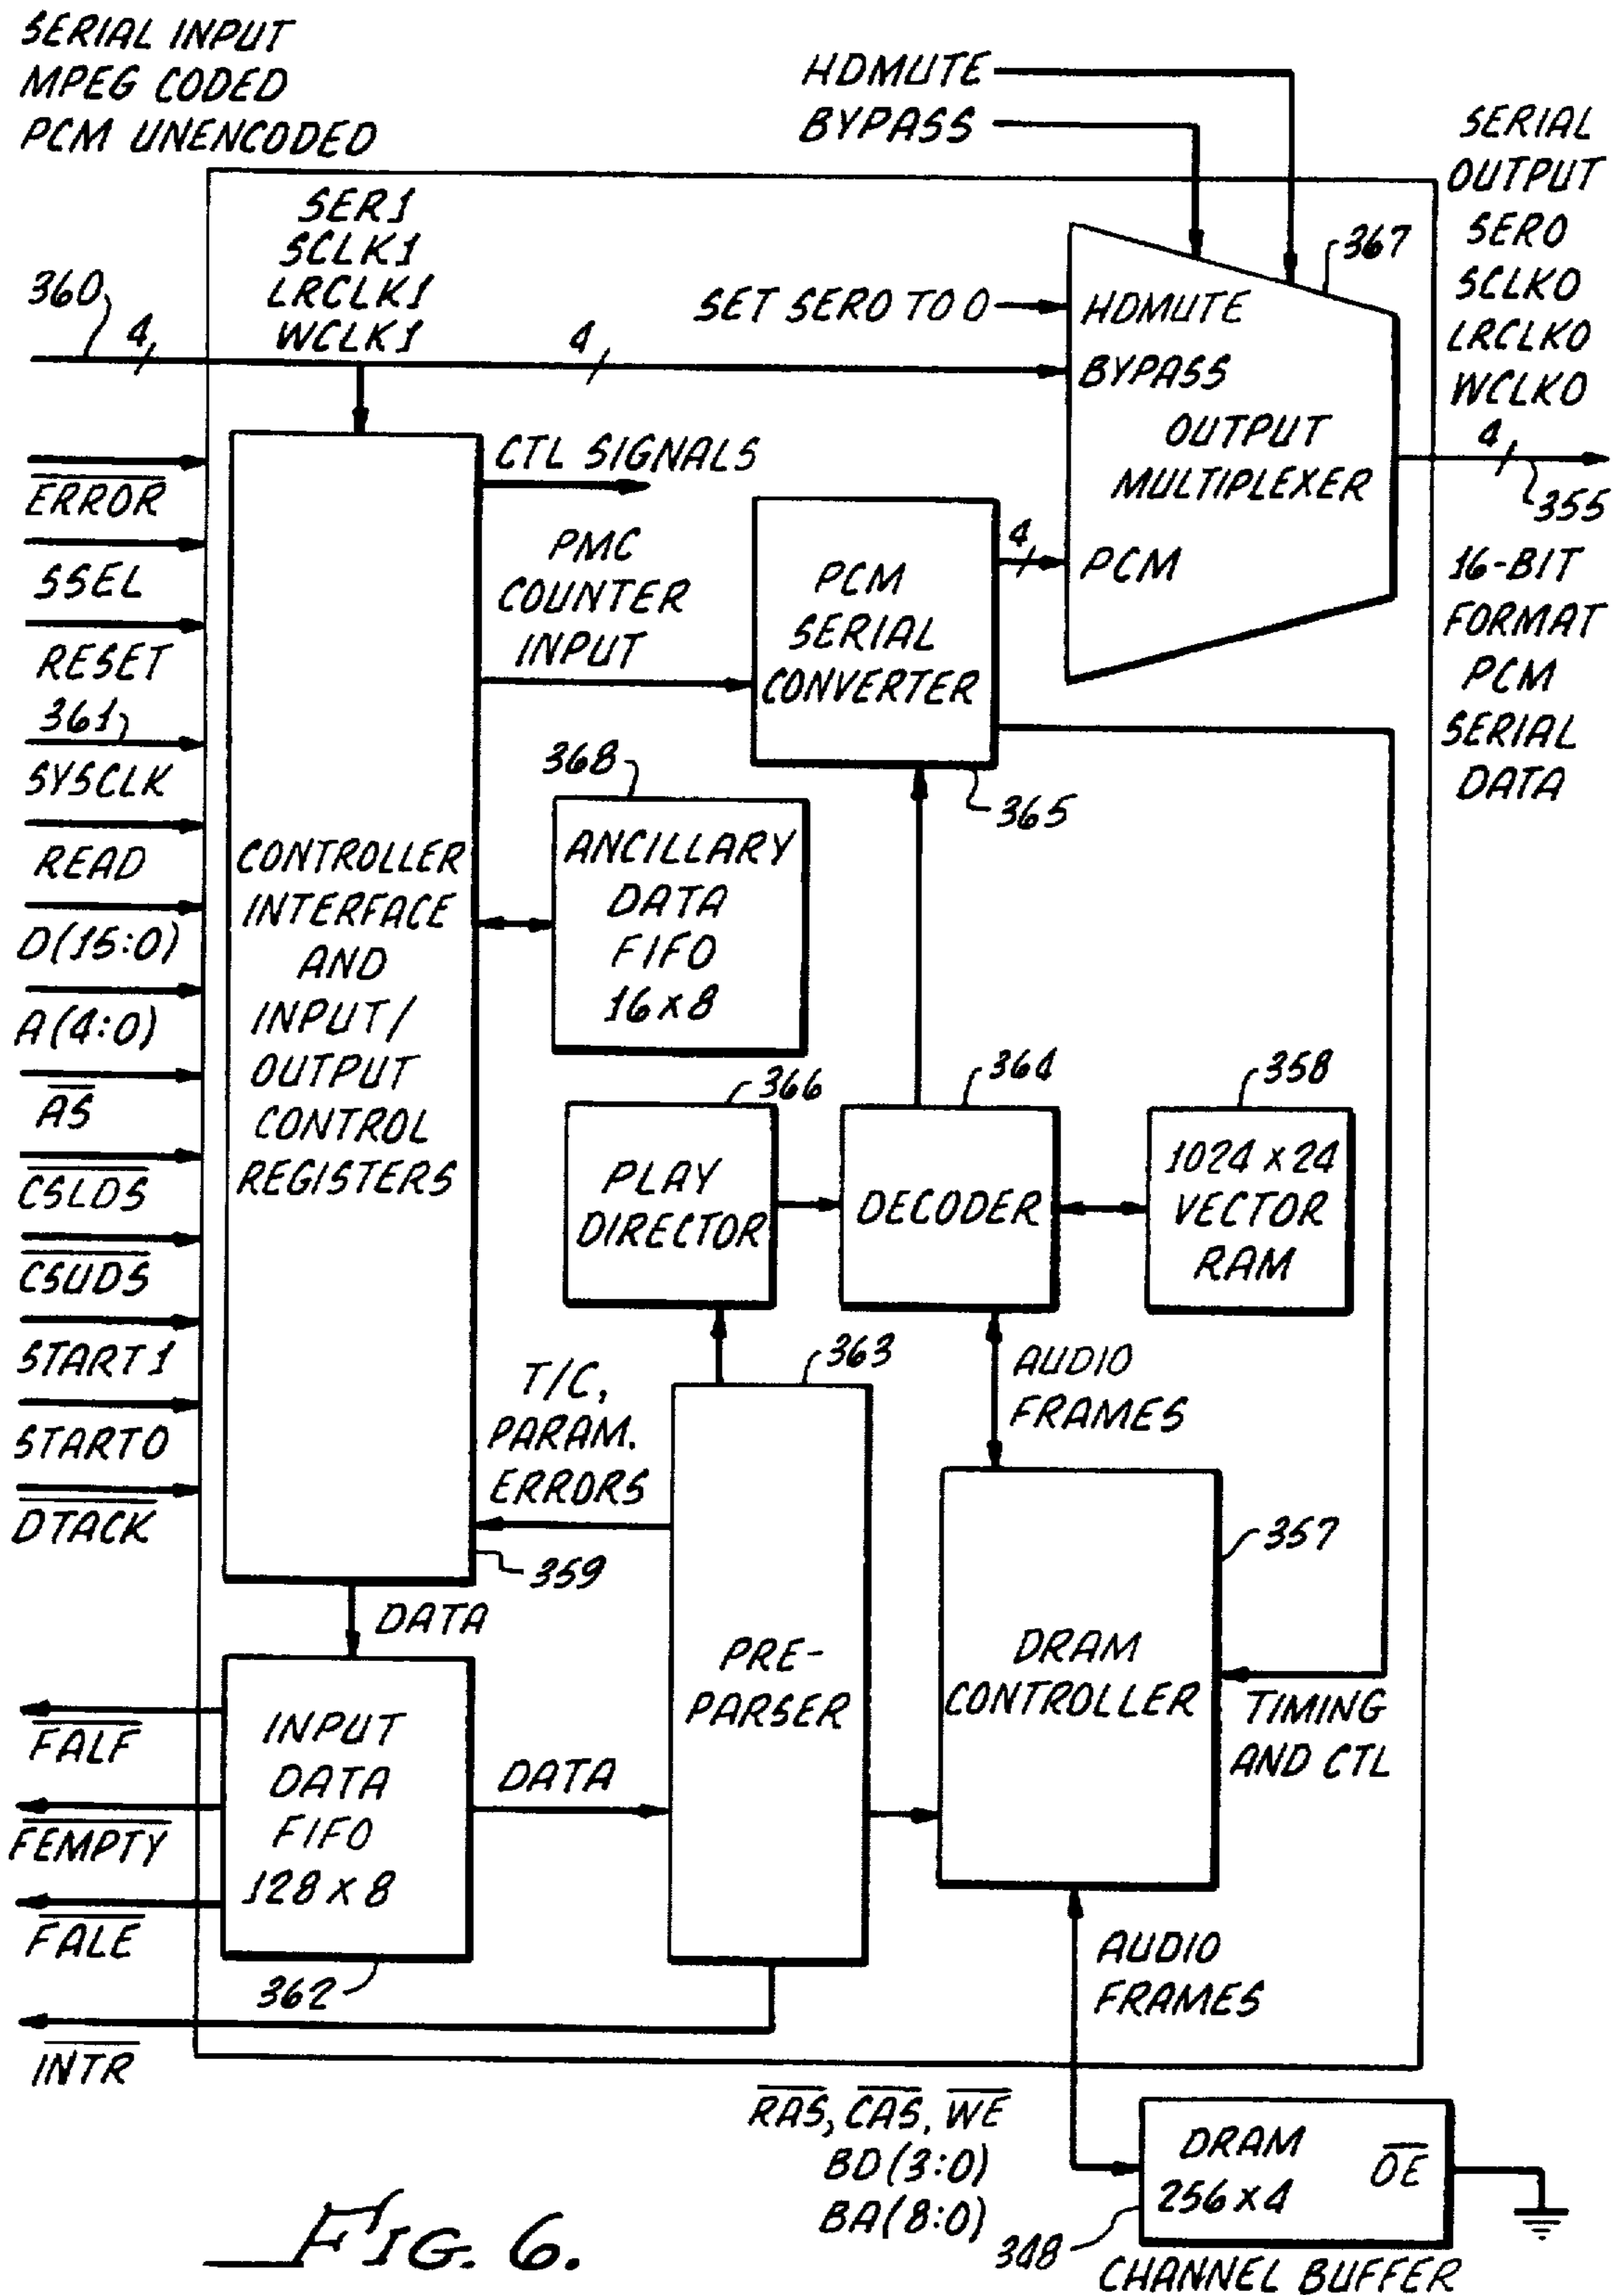 SERIAL INPUT
MPEG CODED
PCM UNENCODED
HDMUTE
BYPASS
SERIAL
OUTPUT
SERO
SCLKO
LRCLKO
WCLKO
4
355
16-BIT
FORMAT
PCM
SERIAL
DATA
SER1
SCLK1
LRCLK1
WCLK1
360
4
4
SET SERO TO 0
367
HDMUTE
BYPASS
OUTPUT
MULTIPLEXER
PCM
ERROR
SSEL
RESET
361
SYSCLK
READ
D(15:0)
A(4:0)
AS
CSLDS
CSUDS
START1
STARTO
DTACK
CONTROLLER
INTERFACE
AND
INPUT/
OUTPUT
CONTROL
REGISTERS
359
CTL SIGNALS
PMC
COUNTER
INPUT
PCM
SERIAL
CONVERTER
4
365
368
ANCILLARY
DATA
FIFO
16 x 8
366
PLAY
DIRECTOR
364
DECODER
358
1024 x 24
VECTOR
RAM
T/C,
PARAM.
ERRORS
363
PRE-
PARSER
AUDIO
FRAMES
357
DRAM
CONTROLLER
TIMING
AND CTL
DATA
INPUT
DATA
FIFO
128 x 8
362
DATA
FALF
FEMPTY
FALE
INTR
AUDIO
FRAMES
RAS, CAS, WE
BD(3:0)
BA(8:0)
DRAM
256 x 4
OE
348
CHANNEL BUFFER
FIG. 6.